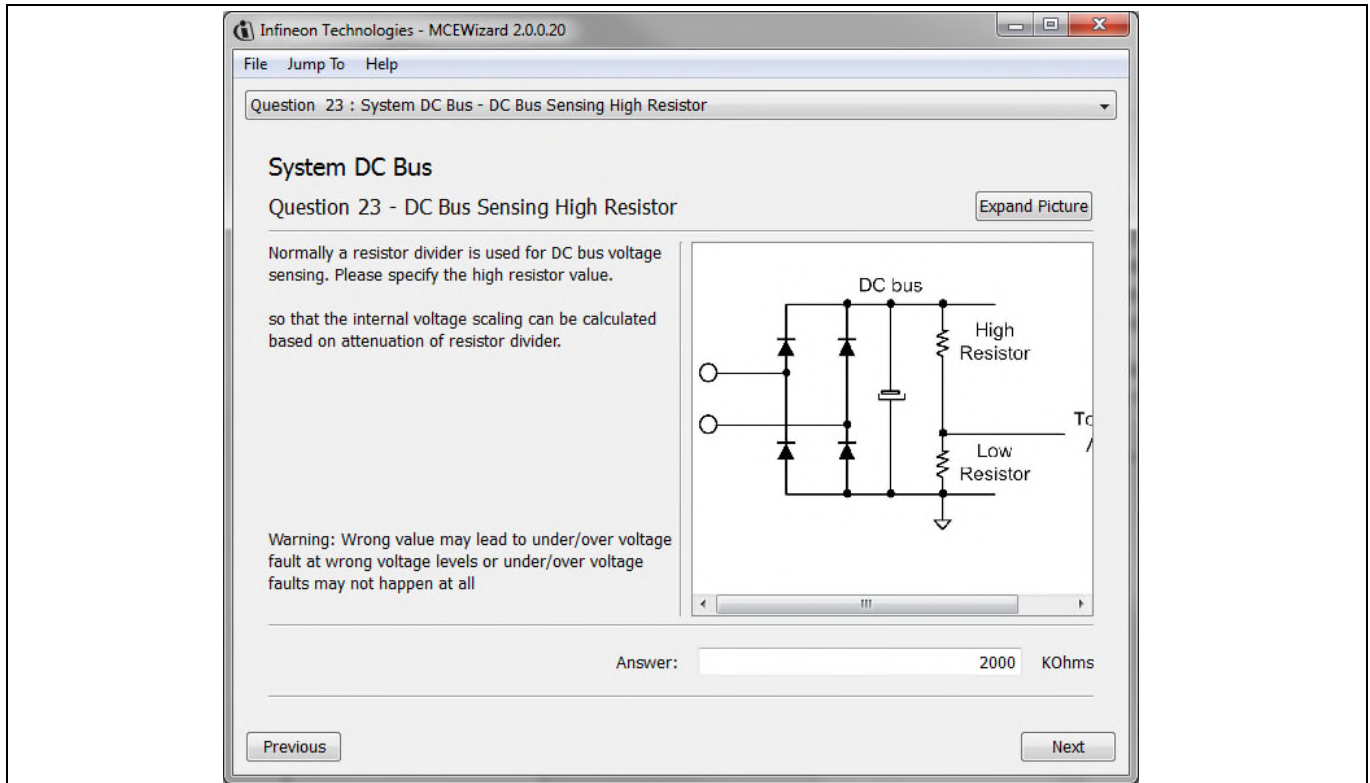 Infineon Technologies - MCEWizard 2.0.0.20
File Jump To Help
Question 23 : System DC Bus - DC Bus Sensing High Resistor
System DC Bus
Question 23 - DC Bus Sensing High Resistor
Expand Picture
Normally a resistor divider is used for DC bus voltage
sensing. Please specify the high resistor value.
so that the internal voltage scaling can be calculated
based on attenuation of resistor divider.
Warning: Wrong value may lead to under/over voltage
fault at wrong voltage levels or under/over voltage
faults may not happen at all
DC bus
High
Resistor
To
Low
Resistor
Answer: 2000 KOhms
Previous
Next